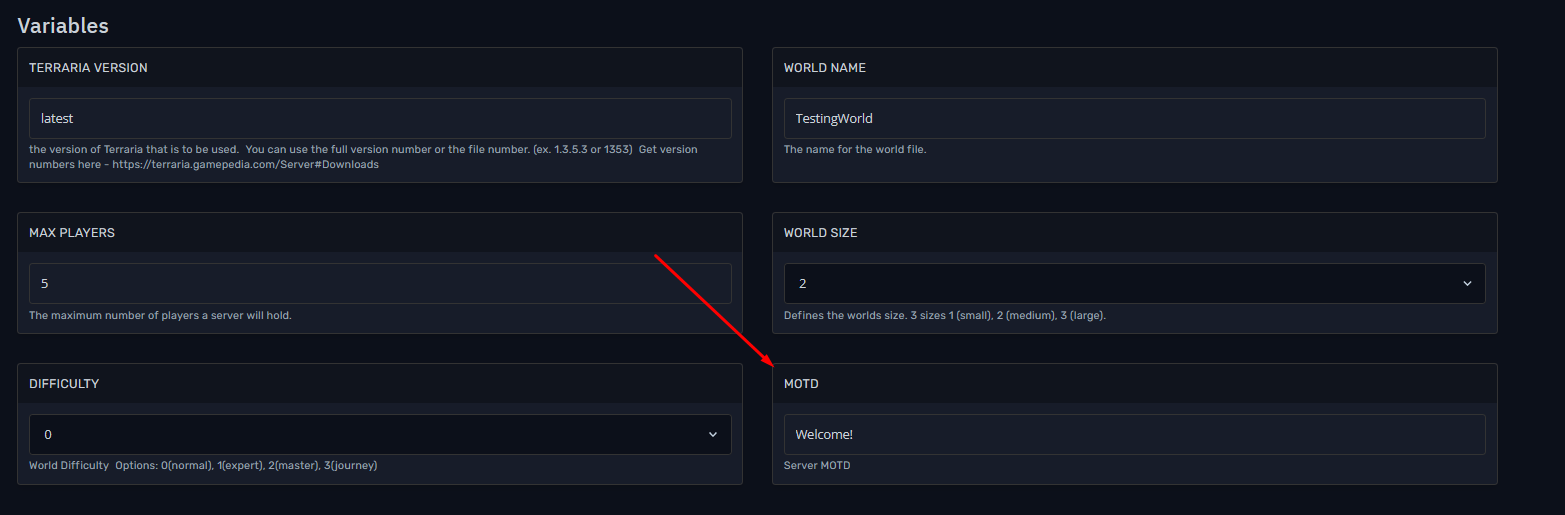 Variables
TERRARIA VERSION
latest
the version of Terraria that is to be used.  You can use the full version number or the file number. (ex. 1.3.5.3 or 1353)  Get version
numbers here - https://terraria.gamepedia.com/Server#Downloads
WORLD NAME
TestingWorld
The name for the world file.
MAX PLAYERS
5
The maximum number of players a server will hold.
WORLD SIZE
2
Defines the worlds size. 3 sizes 1 (small), 2 (medium), 3 (large).
DIFFICULTY
0
World Difficulty  Options: 0(normal), 1(expert), 2(master), 3(journey)
MOTD
Welcome!
Server MOTD